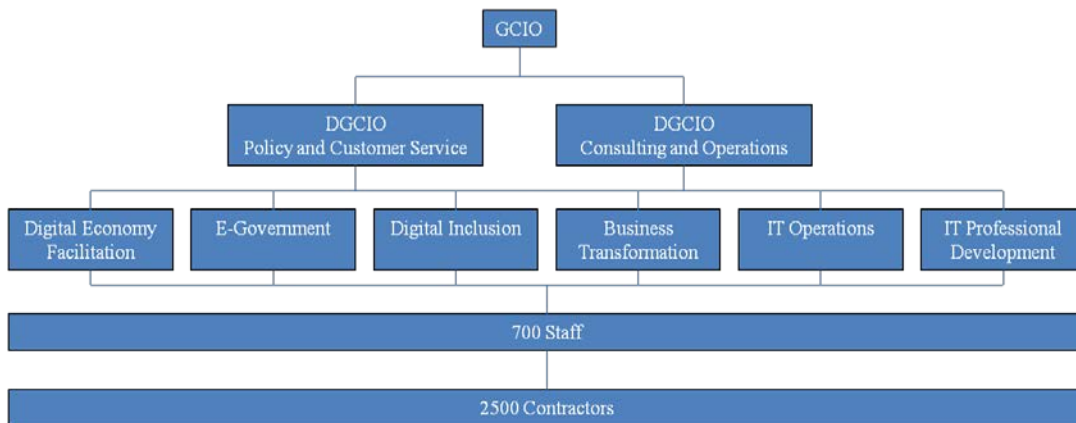 GCIO
DGCIO
Policy and Customer Service
DGCIO
Consulting and Operations
Digital Economy
Facilitation
E-Government
Digital Inclusion
Business
Transformation
IT Operations
IT Professional
Development
700 Staff
2500 Contractors